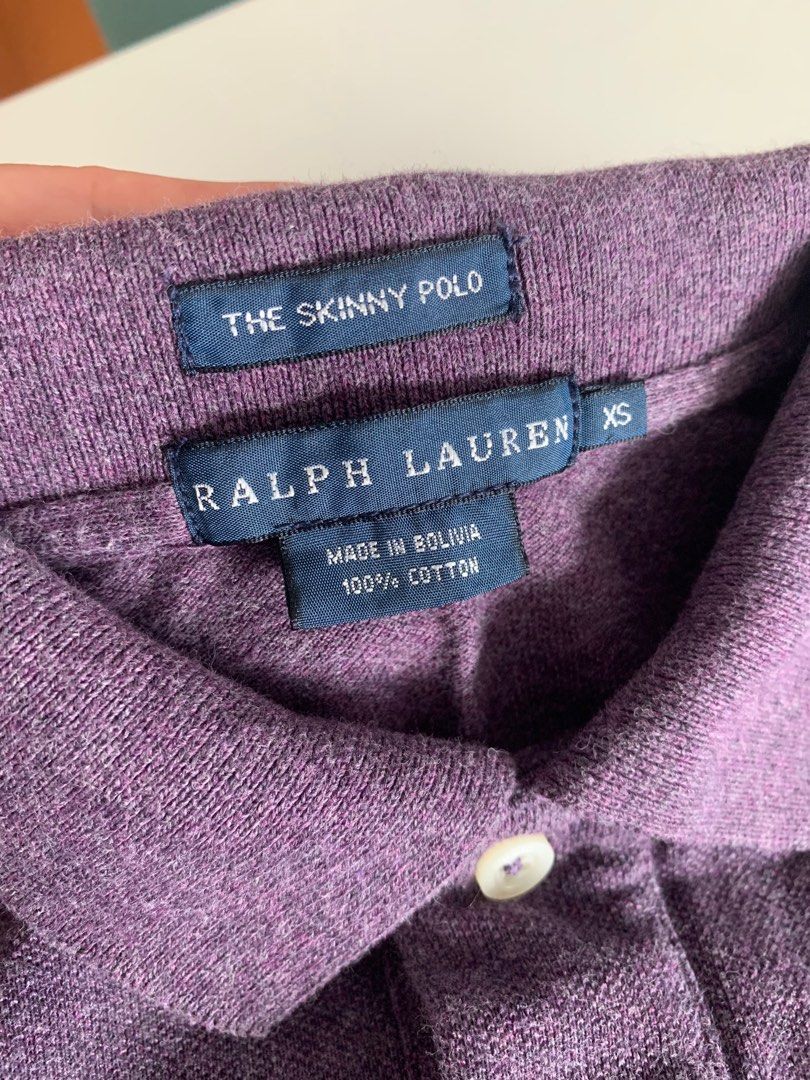 THE SKINNY POLO
RALPH LAUREN
XS
MADE IN BOLIVIA
100% COTTON